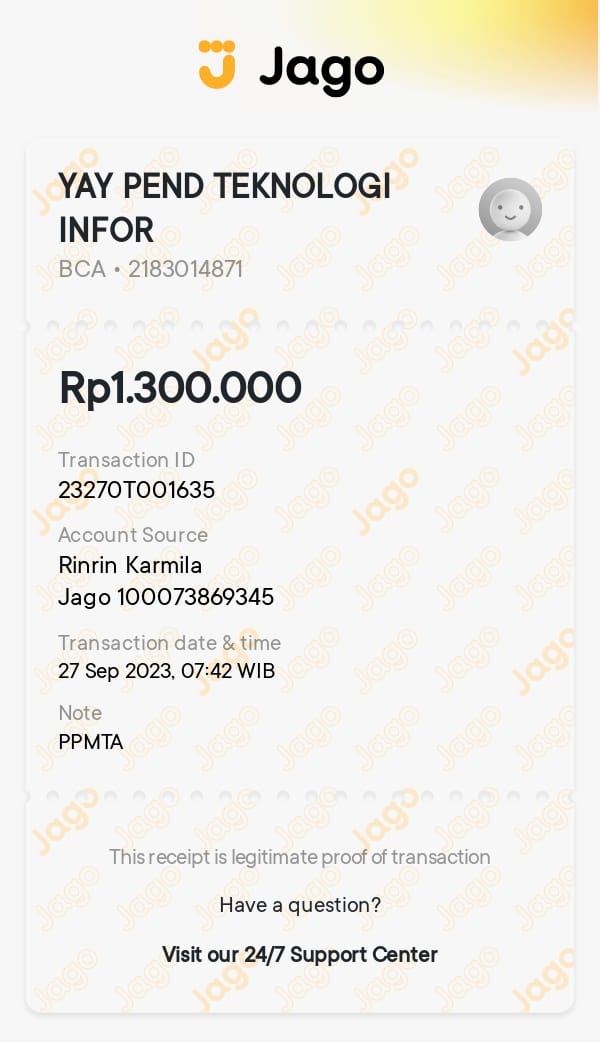 Jago
YAY PEND TEKNOLOGI
INFOR
BCA • 2183014871
Rp1.300.000
Transaction ID
23270T001635
Account Source
Rinrin Karmila
Jago 100073869345
Transaction date & time
27 Sep 2023, 07:42 WIB
Note
PPMTA
This receipt is legitimate proof of transaction
Have a question?
Visit our 24/7 Support Center